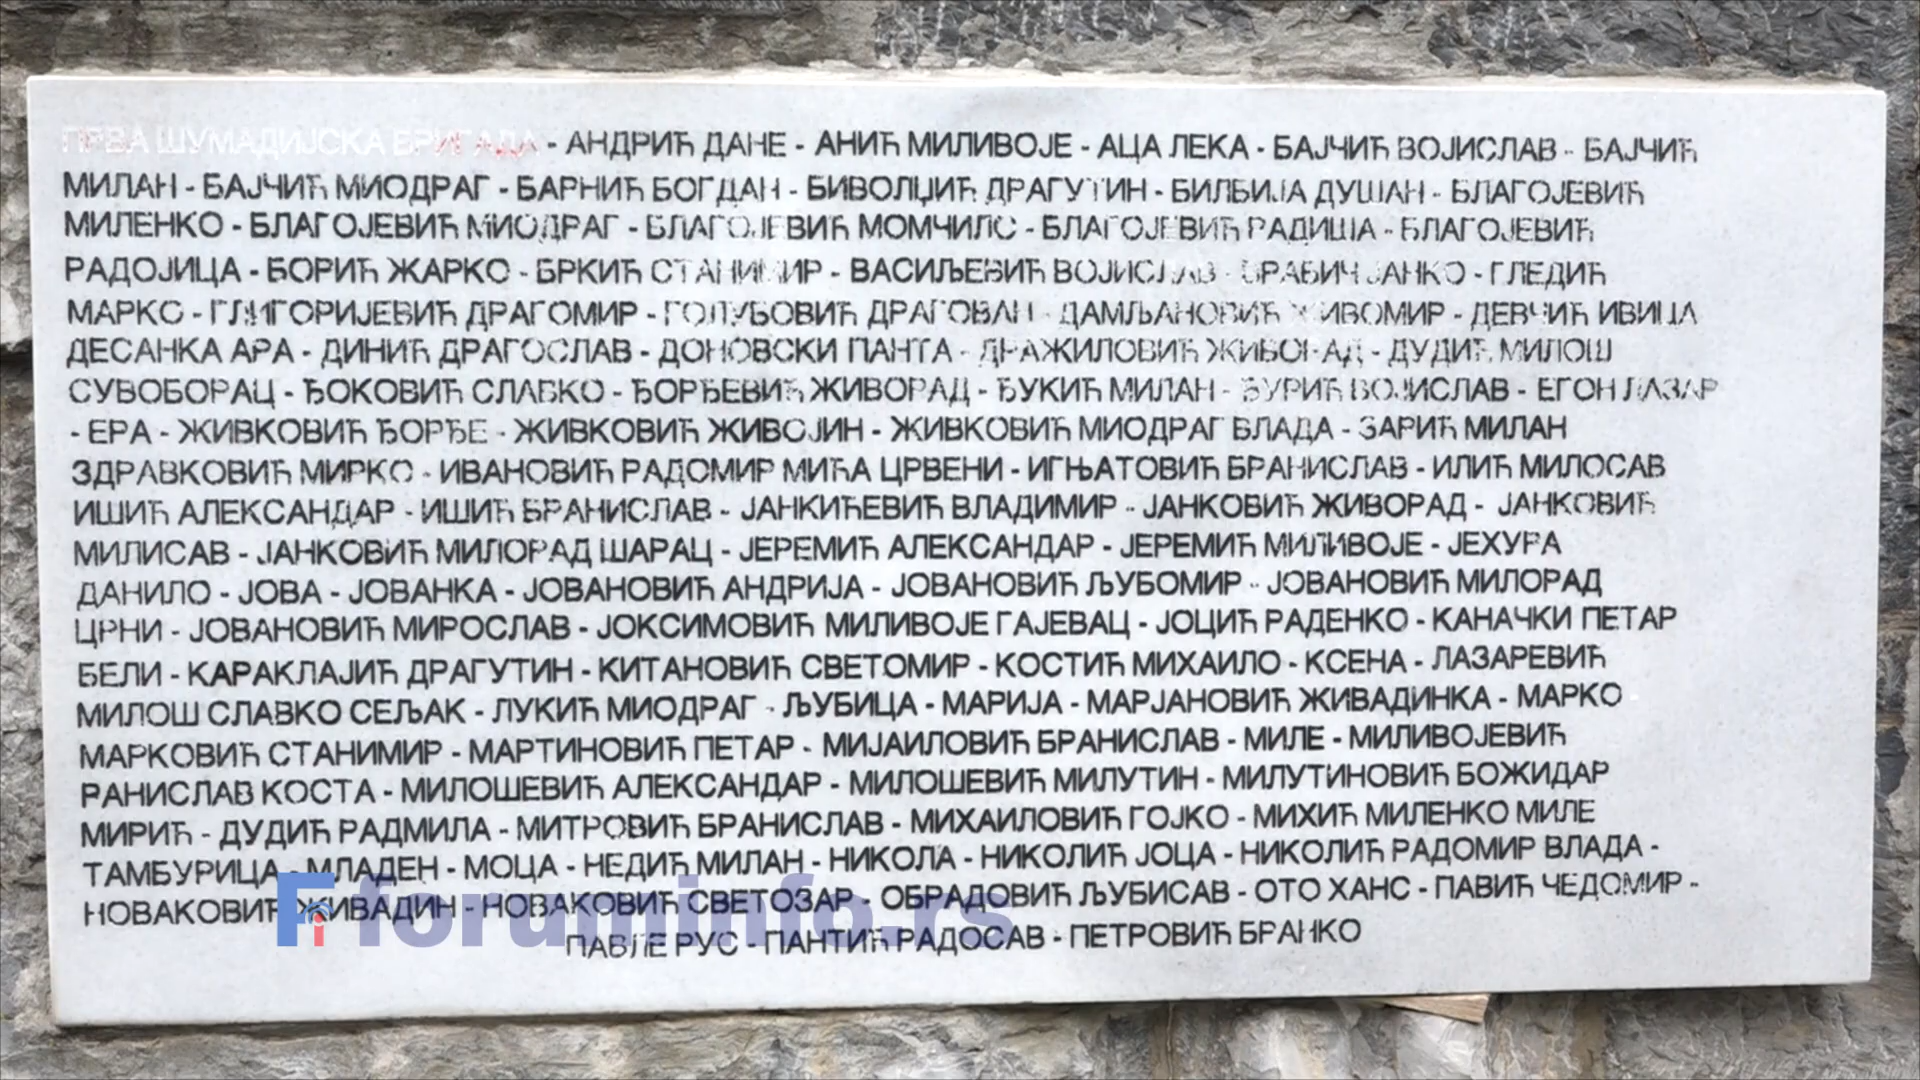 ПРВА ШУМАДИЈСКА БРИГАДА - АНДРИЋ ДАНЕ - АНИЋ МИЛИВОЈЕ - АЦА ЛЕКА - БАЈЧИЋ ВОЈИСЛАВ - БАЈЧИЋ
МИЛАН - БАЈЧИЋ МИОДРАГ - БАРНИЋ БОГДАН - БИВОЛЏИЋ ДРАГУТИН - БИЛБИЈА ДУШАН - БЛАГОЈЕВИЋ
МИЛЕНКО - БЛАГОЈЕВИЋ МИОДРАГ - БЛАГОЈЕВИЋ МОМЧИЛО - БЛАГОЈЕВИЋ РАДИША - БЛАГОЈЕВИЋ
РАДОЈИЦА - БОРИЋ ЖАРКО - БРКИЋ СТАНИМИР - ВАСИЉЕВИЋ ВОЈИСЛАВ - ЈАНКО - ГЛЕДИЋ
МАРКО - ГЛИГОРИЈЕВИЋ ДРАГОМИР - ГОЛУБОВИЋ ДРАГОВАН - ДАМЉАНОВИЋ ЖИВОМИР - ДЕВЧИЋ ИВИЦА
ДЕСАНКА АРА - ДИНИЋ ДРАГОСЛАВ - ДОНОВСКИ ПАНТА - ДРАЖИЛОВИЋ ЖИВОРАД - ДУДИЋ МИЛОШ
СУВОБОРАЦ - ЂОКОВИЋ СЛАВКО - ЂОРЂЕВИЋ ЖИВОРАД - ЂУКИЋ МИЛАН - ЂУРИЋ ВОЈИСЛАВ - ЕГОН ЛАЗАР
- ЕРА - ЖИВКОВИЋ ЂОРЂЕ - ЖИВКОВИЋ ЖИВОЈИН - ЖИВКОВИЋ МИОДРАГ ВЛАДА - ЗАРИЋ МИЛАН
ЗДРАВКОВИЋ МИРКО - ИВАНОВИЋ РАДОМИР МИЋА ЦРВЕНИ - ИГЊАТОВИЋ БРАНИСЛАВ - ИЛИЋ МИЛОСАВ
ИШИЋ АЛЕКСАНДАР - ИШИЋ БРАНИСЛАВ - ЈАНКИЋЕВИЋ ВЛАДИМИР - ЈАНКОВИЋ ЖИВОРАД - ЈАНКОВИЋ
МИЛИСАВ - ЈАНКОВИЋ МИЛОРАД ШАРАЦ - ЈЕРЕМИЋ АЛЕКСАНДАР - ЈЕРЕМИЋ МИЛИВОЈЕ - ЈЕХУРА
ДАНИЛО - ЈОВА - ЈОВАНКА - ЈОВАНОВИЋ АНДРИЈА - ЈОВАНОВИЋ ЉУБОМИР - ЈОВАНОВИЋ МИЛОРАД
ЦРНИ - ЈОВАНОВИЋ МИРОСЛАВ - ЈОКСИМОВИЋ МИЛИВОЈЕ ГАЈЕВАЦ - ЈОЦИЋ РАДЕНКО - КАНАЧКИ ПЕТАР
БЕЛИ - КАРАКЛАЈИЋ ДРАГУТИН - КИТАНОВИЋ СВЕТОМИР - КОСТИЋ МИХАИЛО - КСЕНА - ЛАЗАРЕВИЋ
МИЛОШ СЛАВКО СЕЉАК - ЛУКИЋ МИОДРАГ - ЉУБИЦА - МАРИЈА - МАРЈАНОВИЋ ЖИВАДИНКА - МАРКО
МАРКОВИЋ СТАНИМИР - МАРТИНОВИЋ ПЕТАР - МИЈАИЛОВИЋ БРАНИСЛАВ - МИЛЕ - МИЛИВОЈЕВИЋ
РАНИСЛАВ КОСТА - МИЛОШЕВИЋ АЛЕКСАНДАР - МИЛОШЕВИЋ МИЛУТИН - МИЛУТИНОВИЋ БОЖИДАР
МИРИЋ - ДУДИЋ РАДМИЛА - МИТРОВИЋ БРАНИСЛАВ - МИХАИЛОВИЋ ГОЈКО - МИХИЋ МИЛЕНКО МИЛЕ
ТАМБУРИЦА - МЛАДЕН - МОЦА - НЕДИЋ МИЛАН - НИКОЛА - НИКОЛИЋ ЈОЦА - НИКОЛИЋ РАДОМИР ВЛАДА -
НОВАКОВИЋ ЖИВАДИН - НОВАКОВИЋ СВЕТОЗАР - ОБРАДОВИЋ ЉУБИСАВ - ОТО ХАНС - ПАВИЋ ЧЕДОМИР -
ПАВЛЕ РУС - ПАНТИЋ РАДОСАВ - ПЕТРОВИЋ БРАНКО
Fi foruminfo.rs